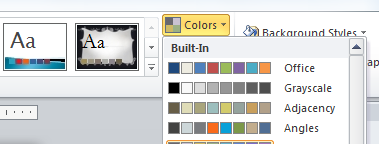 Colors
Background Styles
Aa
Aa
Built-In
Office
Grayscale
Adjacency
Angles